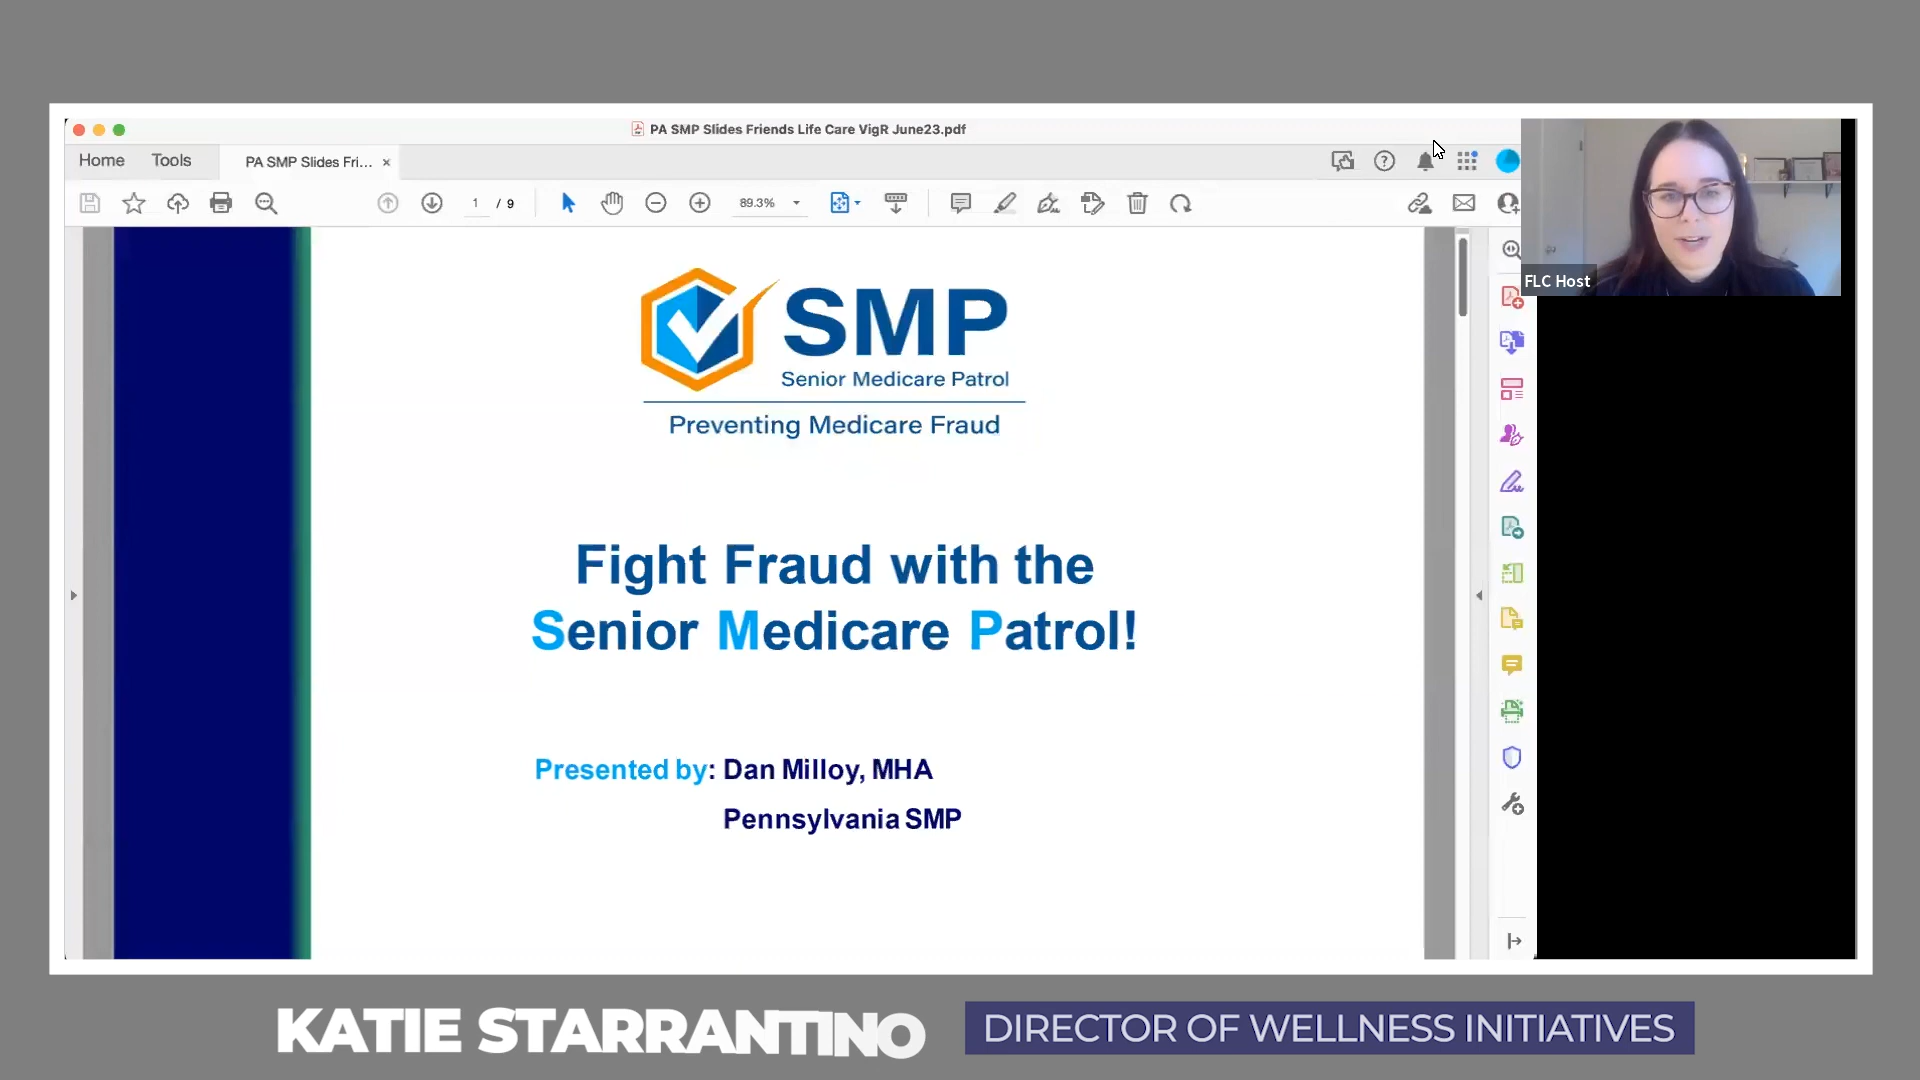 PA SMP Slides Friends Life Care VigR June23.pdf
Home Tools PA SMP Slides Fri... ×
1 / 9 89.3%
FLC Host
SMP
Senior Medicare Patrol
Preventing Medicare Fraud
Fight Fraud with the
Senior Medicare Patrol!
Presented by: Dan Milloy, MHA
Pennsylvania SMP
KATIE STARRANTINO
DIRECTOR OF WELLNESS INITIATIVES